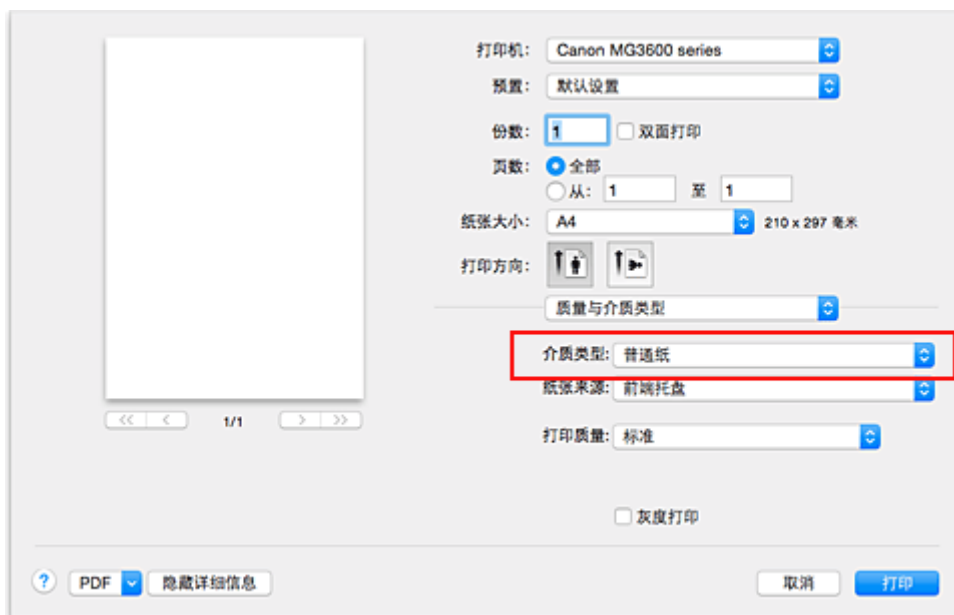 打印机: Canon MG3600 series
预置: 默认设置
份数: 1 双面打印
页数: 全部
从: 1 至 1
纸张大小: A4 210 x 297 毫米
打印方向:
质量与介质类型
介质类型: 普通纸
纸张来源: 前端托盘
1/1
打印质量: 标准
灰度打印
? PDF 隐藏详细信息 取消 打印